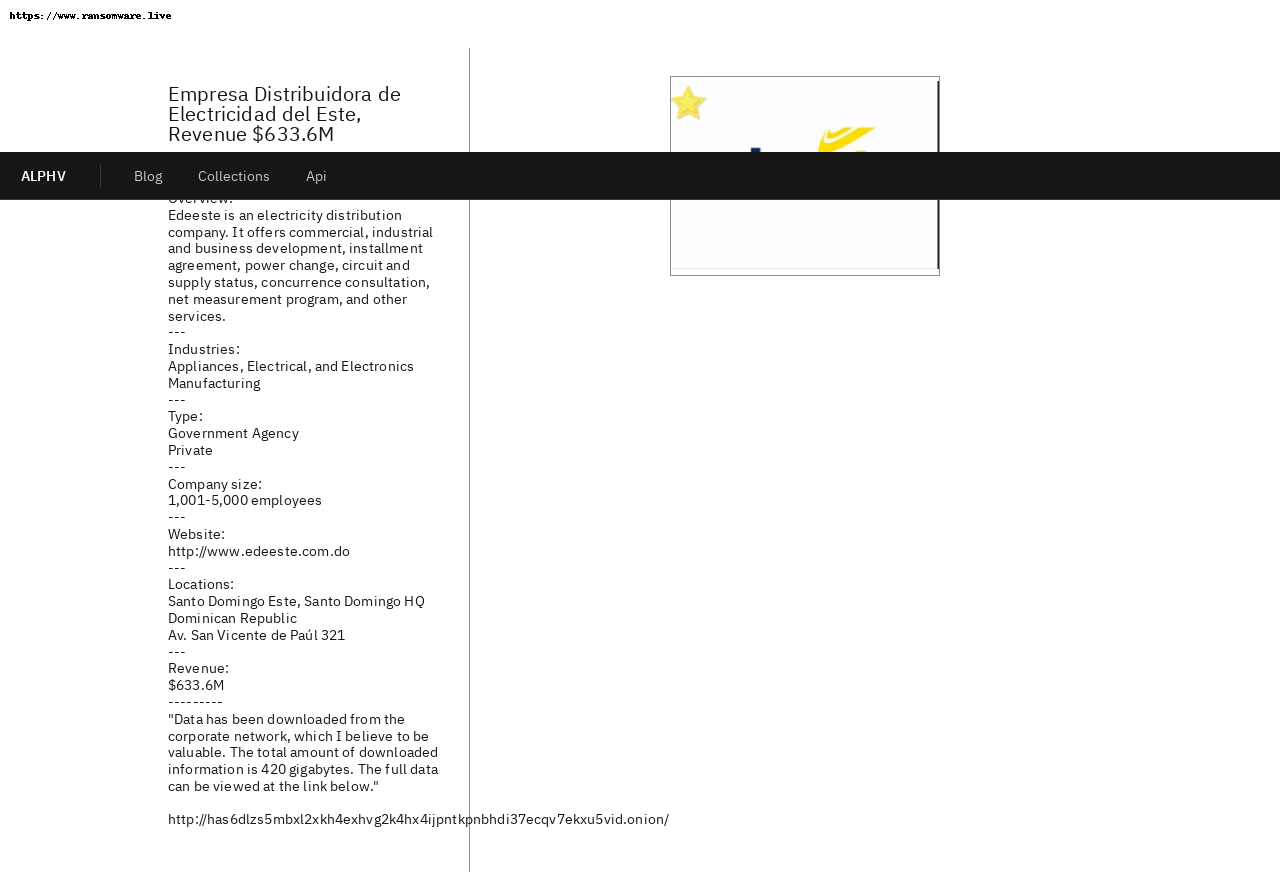 https://www.ransomware.live
Empresa Distribuidora de
Electricidad del Este,
Revenue $633.6M
ALPHV
Blog
Collections
Api
Overview:
Edeeste is an electricity distribution
company. It offers commercial, industrial
and business development, installment
agreement, power change, circuit and
supply status, concurrence consultation,
net measurement program, and other
services.
---
Industries:
Appliances, Electrical, and Electronics
Manufacturing
---
Type:
Government Agency
Private
---
Company size:
1,001-5,000 employees
---
Website:
http://www.edeeste.com.do
---
Locations:
Santo Domingo Este, Santo Domingo HQ
Dominican Republic
Av. San Vicente de Paúl 321
---
Revenue:
$633.6M
---------
"Data has been downloaded from the
corporate network, which I believe to be
valuable. The total amount of downloaded
information is 420 gigabytes. The full data
can be viewed at the link below."
http://has6dlzs5mbxl2xkh4exhvg2k4hx4ijpntkpnbhdi37ecqv7ekxu5vid.onion/